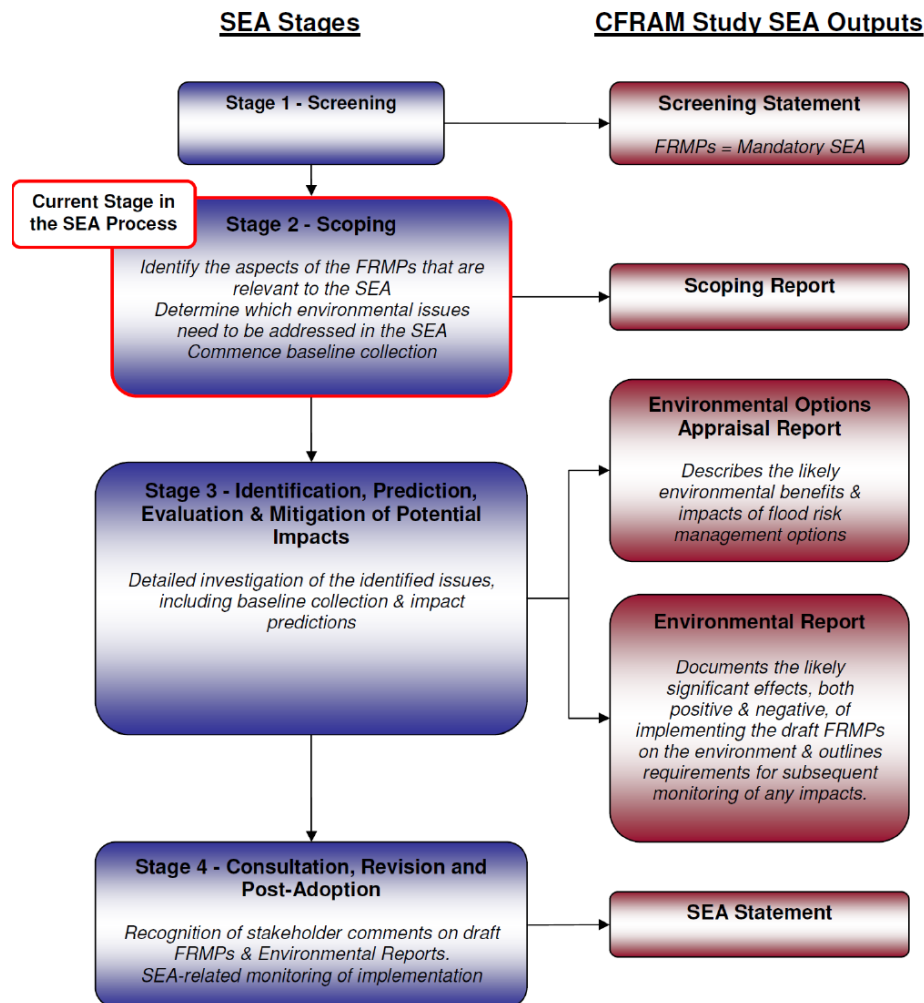 SEA Stages
CFRAM Study SEA Outputs
Stage 1 - Screening
Screening Statement
FRMPs = Mandatory SEA
Current Stage in
the SEA Process
Stage 2 - Scoping
Identify the aspects of the FRMPs that are
relevant to the SEA
Determine which environmental issues
need to be addressed in the SEA
Commence baseline collection
Scoping Report
Stage 3 - Identification, Prediction,
Evaluation & Mitigation of Potential
Impacts
Detailed investigation of the identified issues,
including baseline collection & impact
predictions
Environmental Options
Appraisal Report
Describes the likely
environmental benefits &
impacts of flood risk
management options
Environmental Report
Documents the likely
significant effects, both
positive & negative, of
implementing the draft FRMPs
on the environment & outlines
requirements for subsequent
monitoring of any impacts.
Stage 4 - Consultation, Revision and
Post-Adoption
Recognition of stakeholder comments on draft
FRMPs & Environmental Reports.
SEA-related monitoring of implementation
SEA Statement